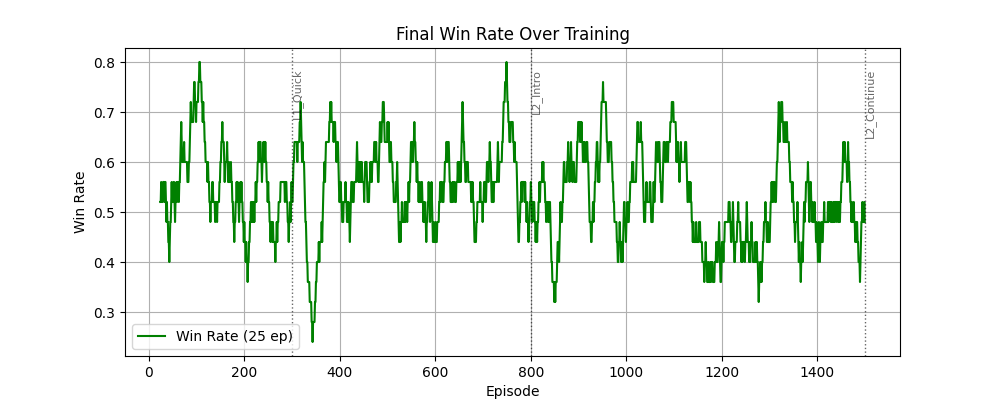 Final Win Rate Over Training
Win Rate
0.8
0.7
0.6
0.5
0.4
0.3
Quick
L2_Intro
L2_Continue
Win Rate (25 ep)
0
200
400
600
800
1000
1200
1400
Episode